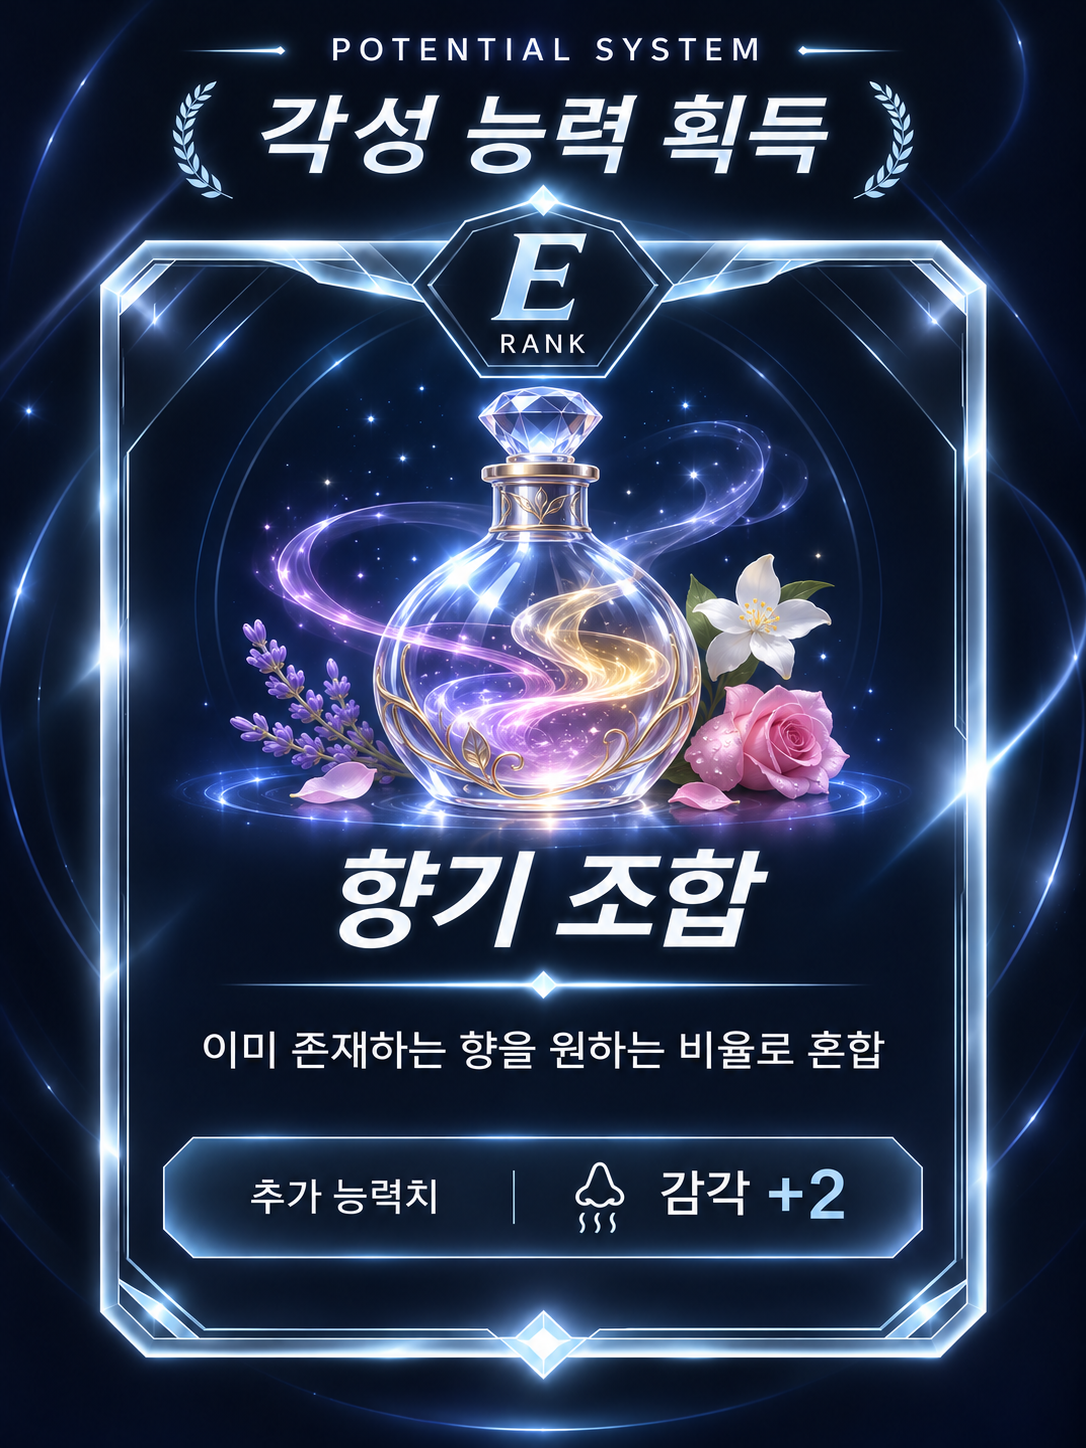 POTENTIAL SYSTEM
각성 능력 획득
E
RANK
향기 조합
이미 존재하는 향을 원하는 비율로 혼합
추가 능력치
감각 +2